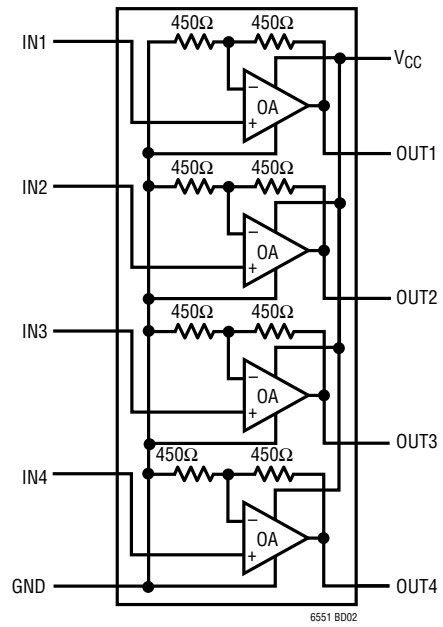 450Ω 450Ω
IN1
VCC
OA
− +
OUT1
450Ω 450Ω
IN2
OA
− +
OUT2
450Ω 450Ω
IN3
OA
− +
OUT3
450Ω 450Ω
IN4
OA
− +
GND
OUT4
6551 BD02